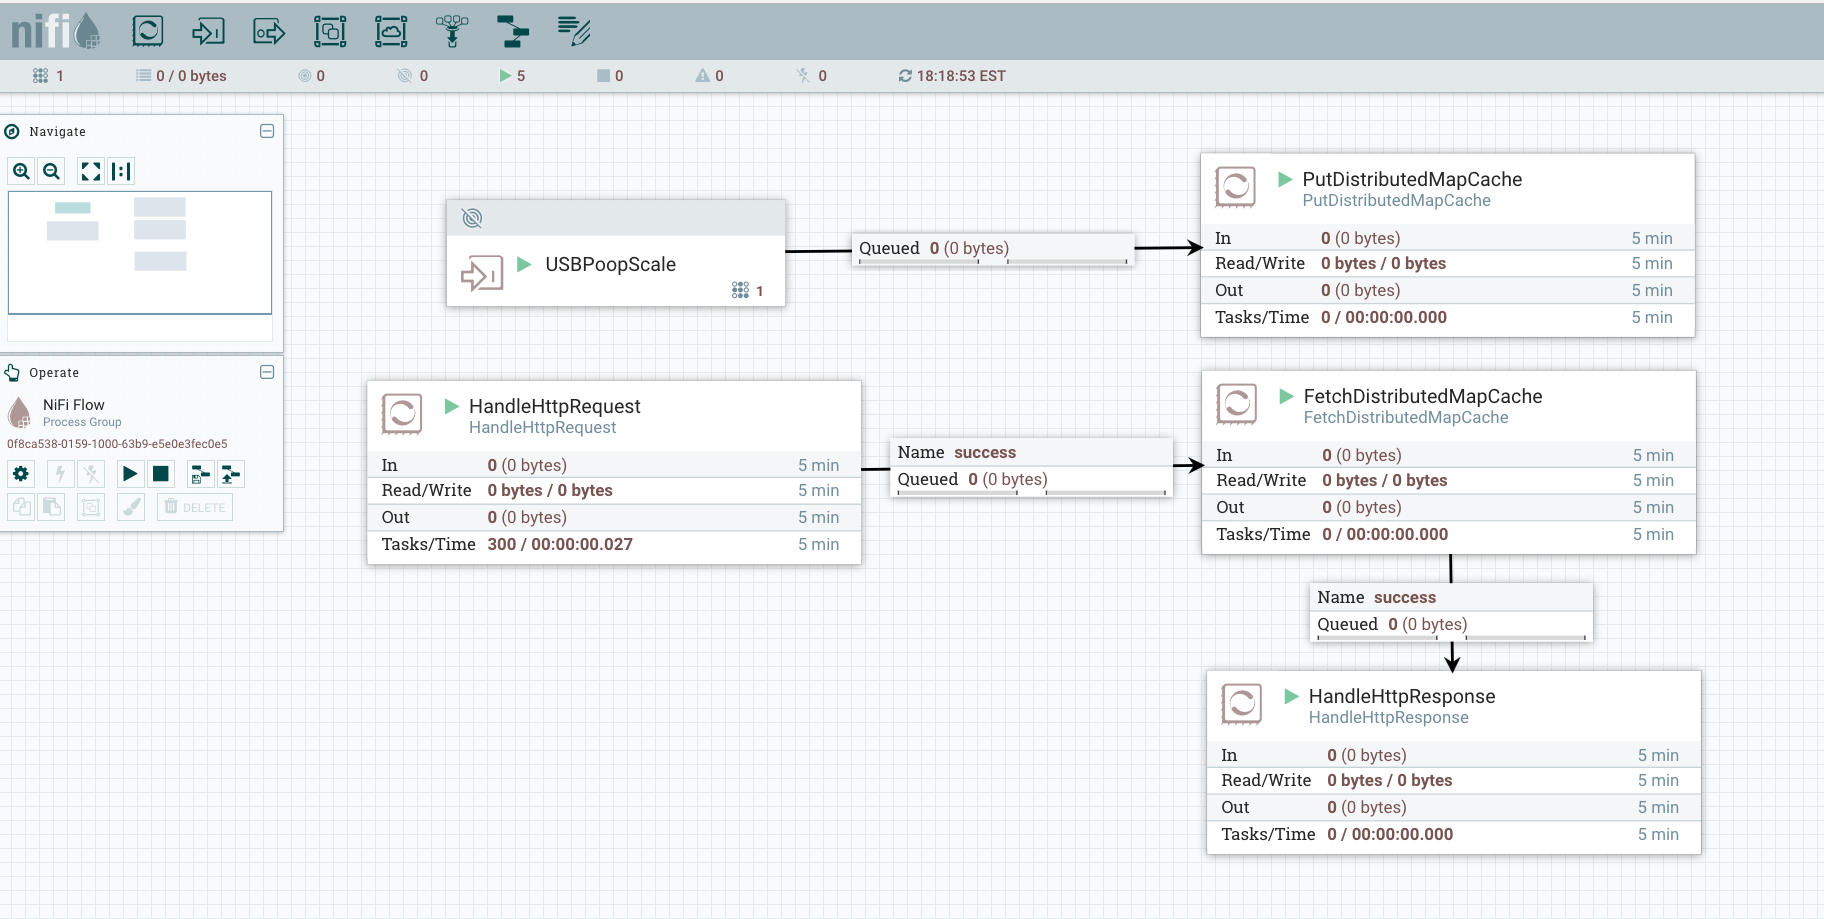 nifi
1 0 / 0 bytes 0 0 5 0 0 0 18:18:53 EST
Navigate
Operate
NiFi Flow
Process Group
0f8ca538-0159-1000-63b9-e5e0e3fec0e5
DELETE
USBPoopScale
1
Queued 0 (0 bytes)
PutDistributedMapCache
PutDistributedMapCache
In 0 (0 bytes) 5 min
Read/Write 0 bytes / 0 bytes 5 min
Out 0 (0 bytes) 5 min
Tasks/Time 0 / 00:00:00.000 5 min
HandleHttpRequest
HandleHttpRequest
In 0 (0 bytes) 5 min
Read/Write 0 bytes / 0 bytes 5 min
Out 0 (0 bytes) 5 min
Tasks/Time 300 / 00:00:00.027 5 min
Name success
Queued 0 (0 bytes)
FetchDistributedMapCache
FetchDistributedMapCache
In 0 (0 bytes) 5 min
Read/Write 0 bytes / 0 bytes 5 min
Out 0 (0 bytes) 5 min
Tasks/Time 0 / 00:00:00.000 5 min
Name success
Queued 0 (0 bytes)
HandleHttpResponse
HandleHttpResponse
In 0 (0 bytes) 5 min
Read/Write 0 bytes / 0 bytes 5 min
Out 0 (0 bytes) 5 min
Tasks/Time 0 / 00:00:00.000 5 min